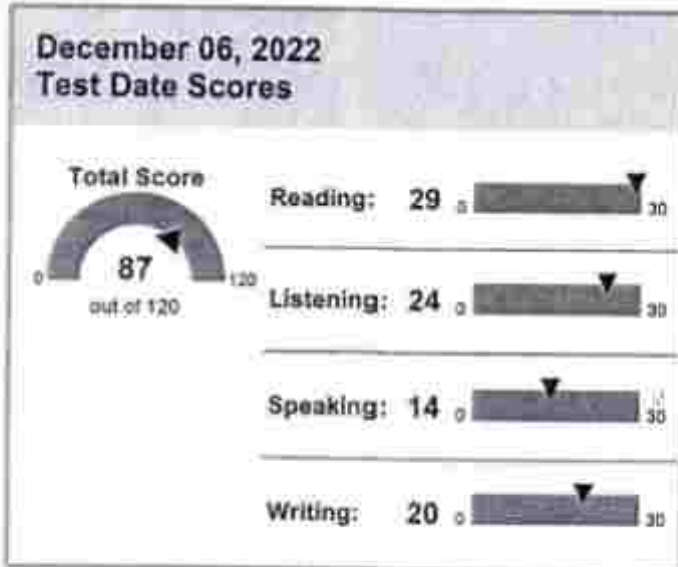 December 06, 2022
Test Date Scores
Total Score
0 120
87
out of 120
Reading: 29 0 30
Listening: 24 0 30
Speaking: 14 0 30
Writing: 20 0 30